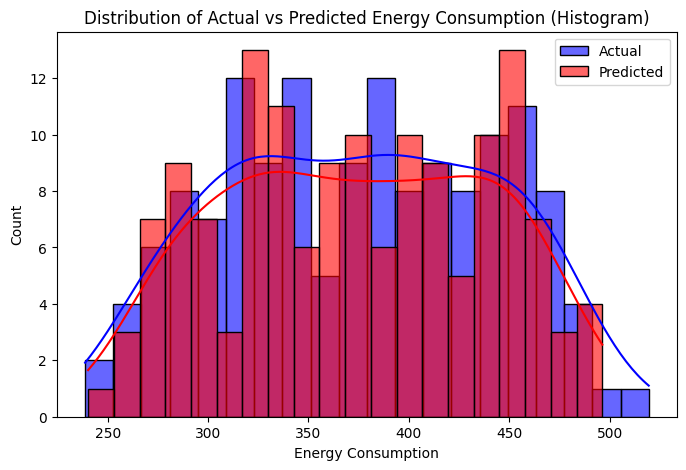 Distribution of Actual vs Predicted Energy Consumption (Histogram)
Actual
Predicted
Count
12
10
8
6
4
2
0
250 300 350 400 450 500
Energy Consumption